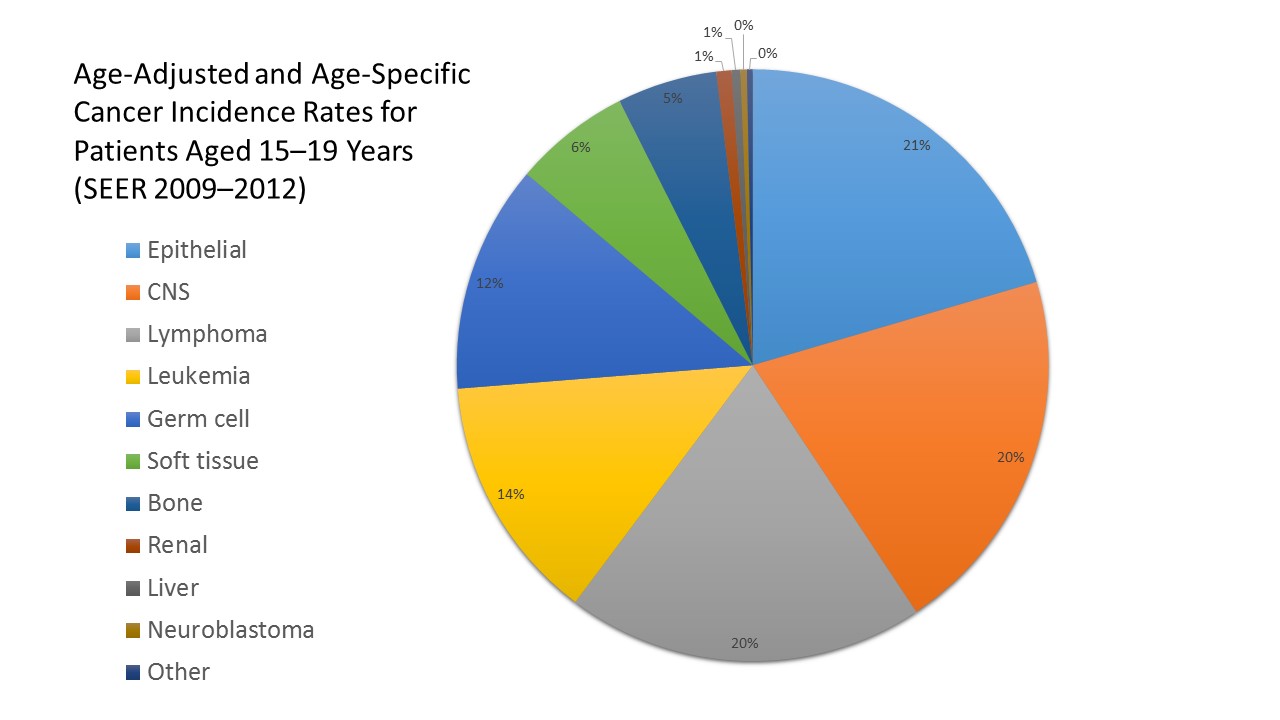 Age-Adjusted and Age-Specific
Cancer Incidence Rates for
Patients Aged 15–19 Years
(SEER 2009–2012)
Epithelial
CNS
Lymphoma
Leukemia
Germ cell
Soft tissue
Bone
Renal
Liver
Neuroblastoma
Other
21%
20%
20%
14%
12%
6%
5%
1%
1%
0%
0%